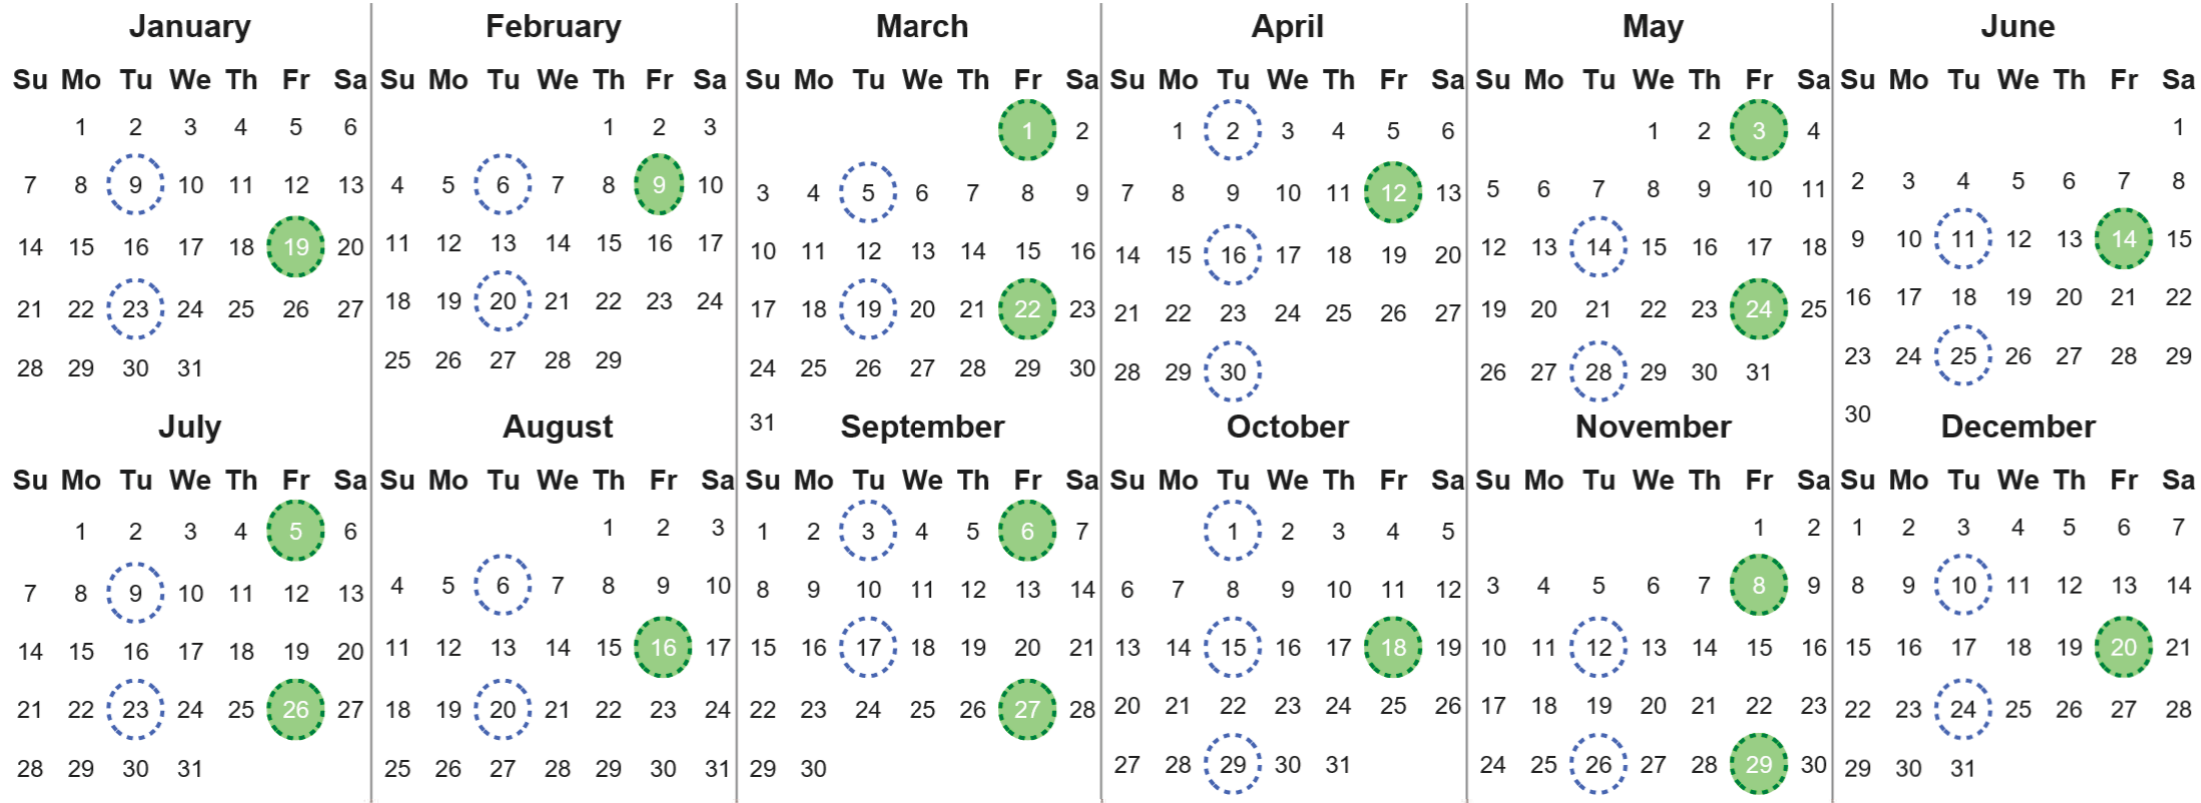 January February March April May June
Su Mo Tu We Th Fr Sa Su Mo Tu We Th Fr Sa Su Mo Tu We Th Fr Sa Su Mo Tu We Th Fr Sa Su Mo Tu We Th Fr Sa Su Mo Tu We Th Fr Sa
1 2 3 4 5 6 1 2 3 1 2 1 2 3 4 5 6 1 2 3 4 1
7 8 9 10 11 12 13 4 5 6 7 8 9 10 3 4 5 6 7 8 9 7 8 9 10 11 12 13 5 6 7 8 9 10 11 2 3 4 5 6 7 8
14 15 16 17 18 19 20 11 12 13 14 15 16 17 10 11 12 13 14 15 16 14 15 16 17 18 19 20 12 13 14 15 16 17 18 9 10 11 12 13 14 15
21 22 23 24 25 26 27 18 19 20 21 22 23 24 17 18 19 20 21 22 23 21 22 23 24 25 26 27 19 20 21 22 23 24 25 16 17 18 19 20 21 22
28 29 30 31 25 26 27 28 29 24 25 26 27 28 29 30 28 29 30 26 27 28 29 30 31 23 24 25 26 27 28 29
31 30
July August September October November December
Su Mo Tu We Th Fr Sa Su Mo Tu We Th Fr Sa Su Mo Tu We Th Fr Sa Su Mo Tu We Th Fr Sa Su Mo Tu We Th Fr Sa Su Mo Tu We Th Fr Sa
1 2 3 4 5 6 1 2 3 1 2 3 4 5 6 7 1 2 3 4 5 1 2 1 2 3 4 5 6 7
7 8 9 10 11 12 13 4 5 6 7 8 9 10 8 9 10 11 12 13 14 6 7 8 9 10 11 12 3 4 5 6 7 8 9 8 9 10 11 12 13 14
14 15 16 17 18 19 20 11 12 13 14 15 16 17 15 16 17 18 19 20 21 13 14 15 16 17 18 19 10 11 12 13 14 15 16 15 16 17 18 19 20 21
21 22 23 24 25 26 27 18 19 20 21 22 23 24 22 23 24 25 26 27 28 20 21 22 23 24 25 26 17 18 19 20 21 22 23 22 23 24 25 26 27 28
28 29 30 31 25 26 27 28 29 30 31 29 30 27 28 29 30 31 24 25 26 27 28 29 30 29 30 31